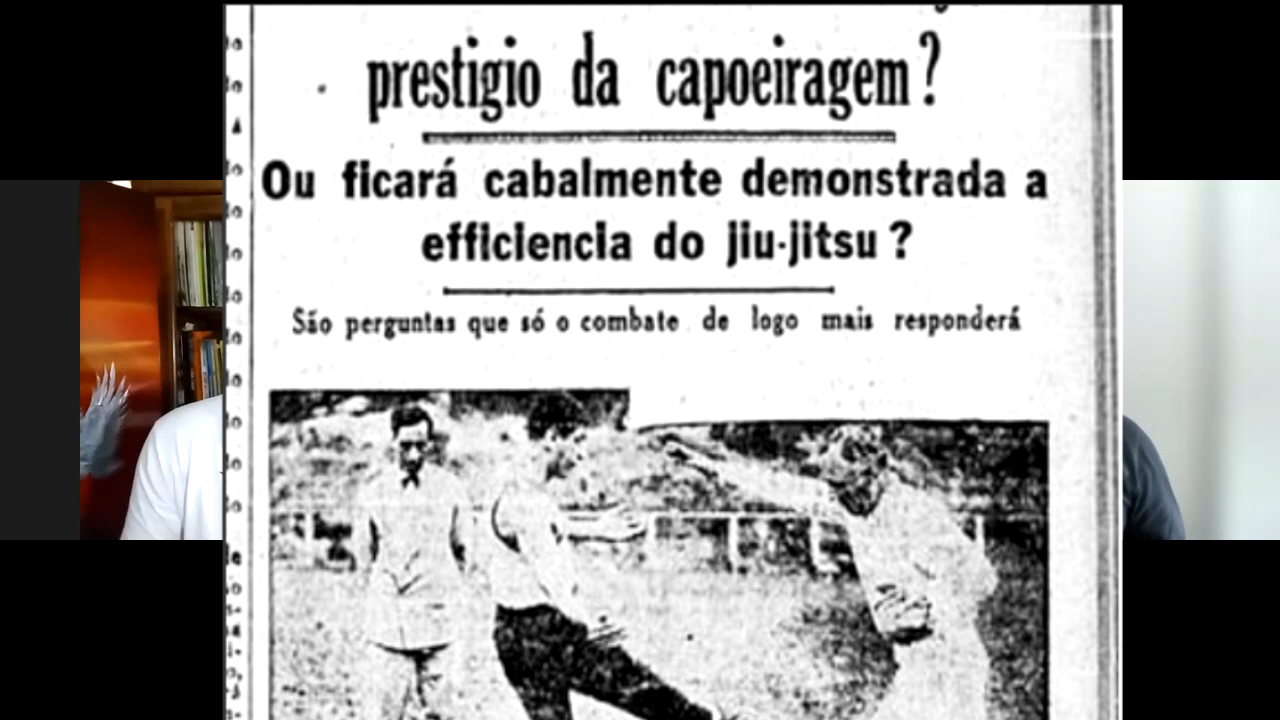 prestigio da capoeiragem?
Ou ficará cabalmente demonstrada a
efficiencia do jiu-jitsu?
São perguntas que só o combate de logo mais responderá